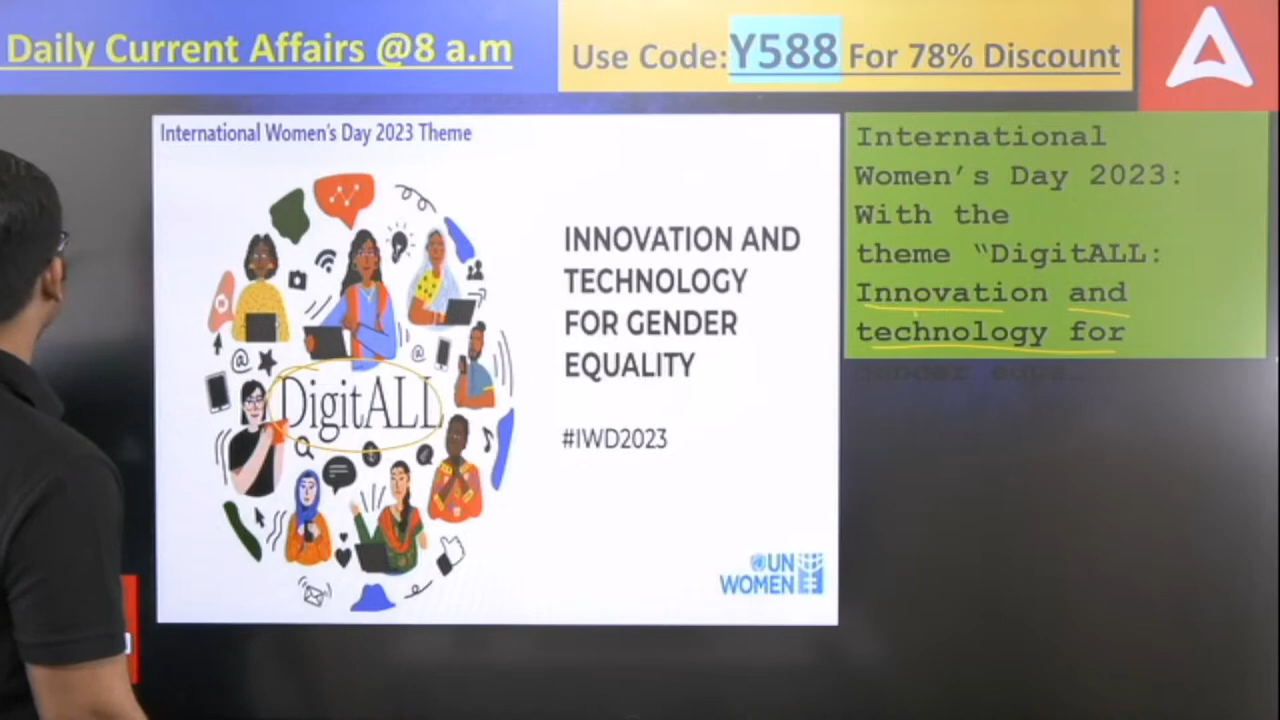 Daily Current Affairs @8 a.m
Use Code:Y588 For 78% Discount
International Women's Day 2023 Theme
INNOVATION AND
TECHNOLOGY
FOR GENDER
EQUALITY
DigitALL
#IWD2023
UN
WOMEN
International
Women's Day 2023:
With the
theme "DigitALL:
Innovation and
technology for
gender